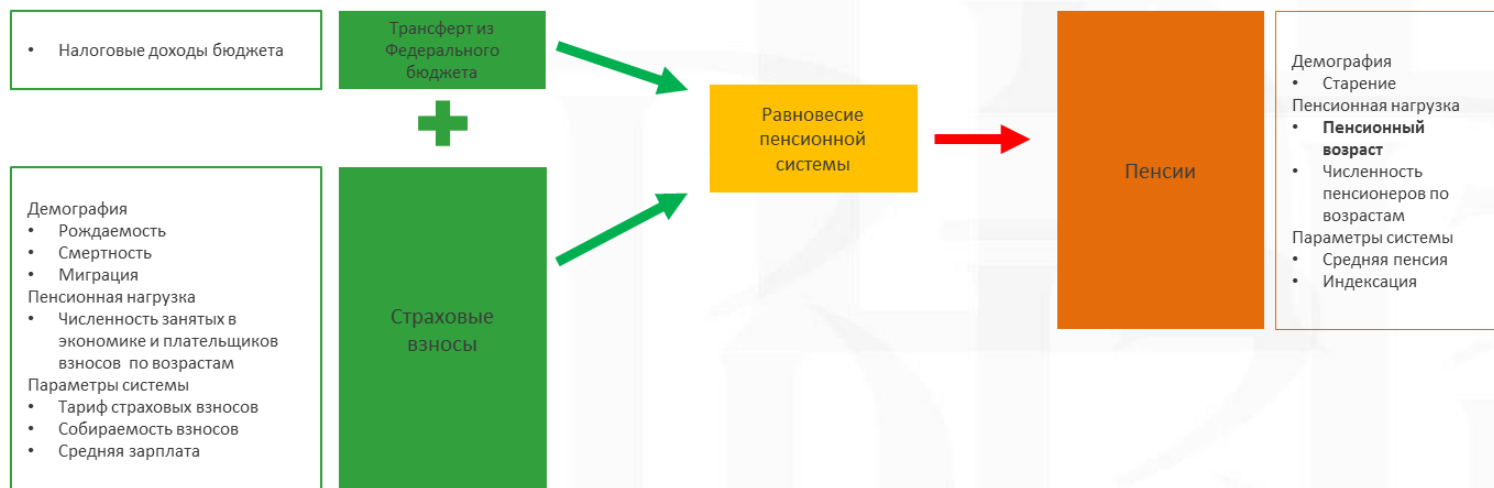 • Налоговые доходы бюджета
Трансферт из
Федерального
бюджета
Демография
• Рождаемость
• Смертность
• Миграция
Пенсионная нагрузка
• Численность занятых в
экономике и плательщиков
взносов по возрастам
Параметры системы
• Тариф страховых взносов
• Собираемость взносов
• Средняя зарплата
Страховые
взносы
Равновесие
пенсионной
системы
Пенсии
Демография
• Старение
Пенсионная нагрузка
• Пенсионный
возраст
• Численность
пенсионеров по
возрастам
Параметры системы
• Средняя пенсия
• Индексация